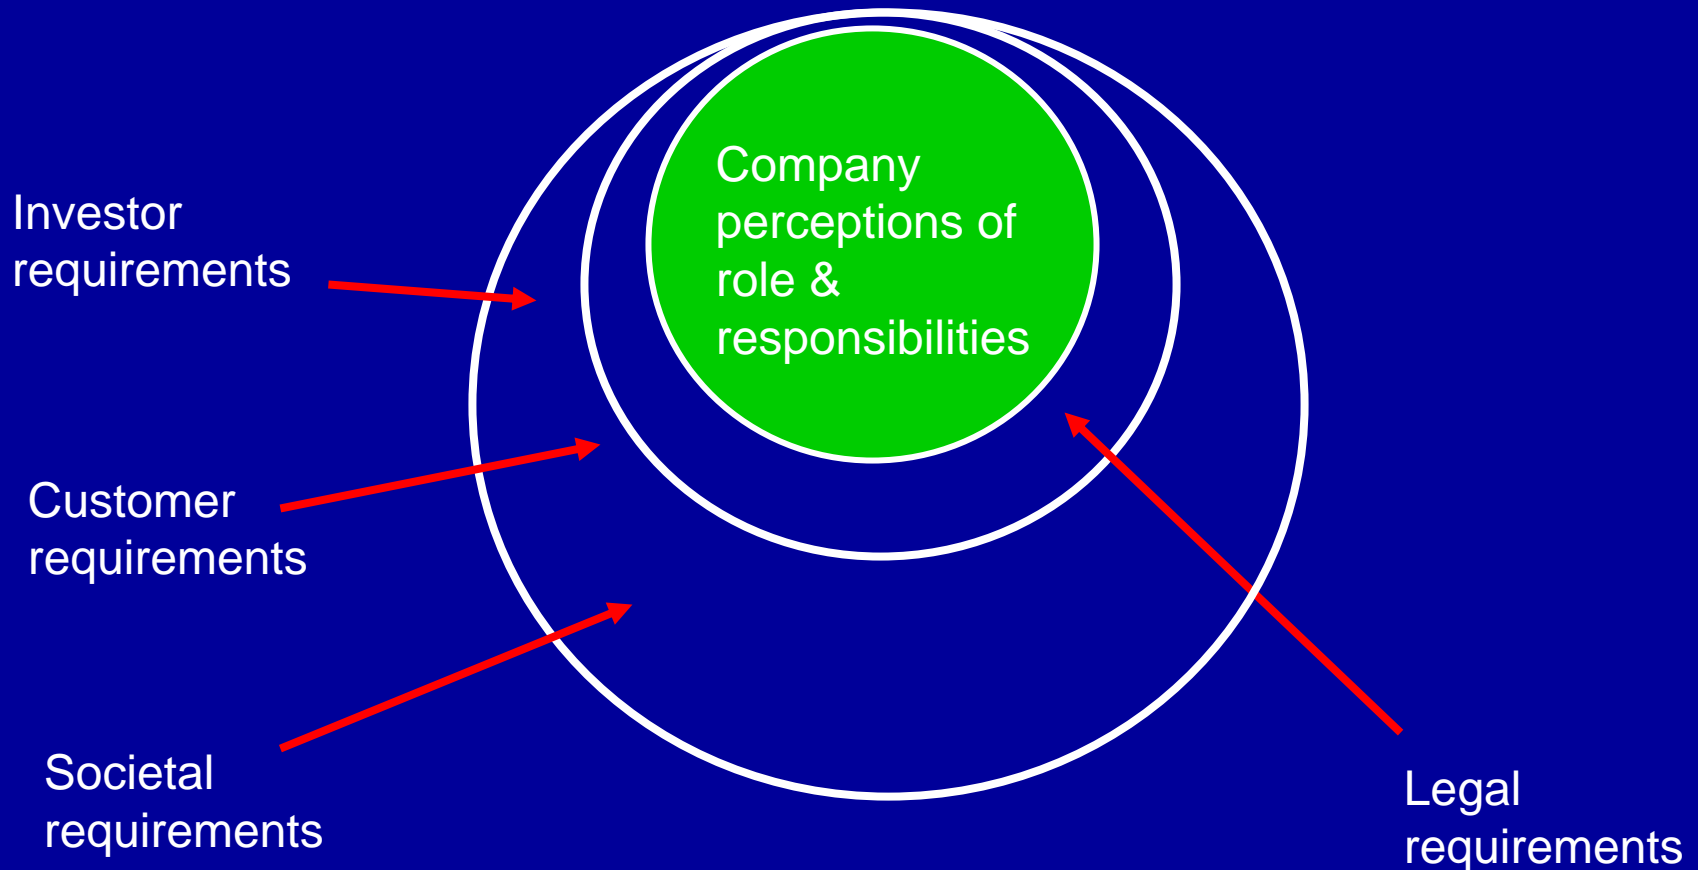 Company
perceptions of
role &
responsibilities
Investor
requirements
Customer
requirements
Societal
requirements
Legal
requirements